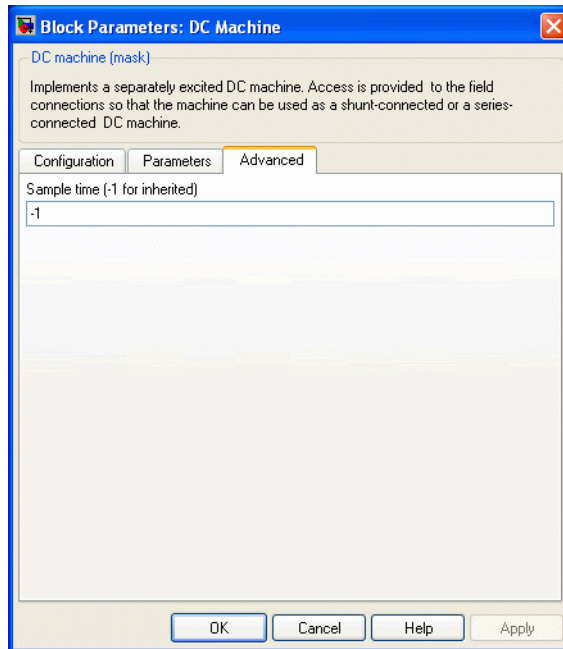 Block Parameters: DC Machine
DC machine (mask)
Implements a separately excited DC machine. Access is provided to the field
connections so that the machine can be used as a shunt-connected or a series-
connected DC machine.
Configuration Parameters Advanced
Sample time (-1 for inherited)
-1
OK Cancel Help Apply